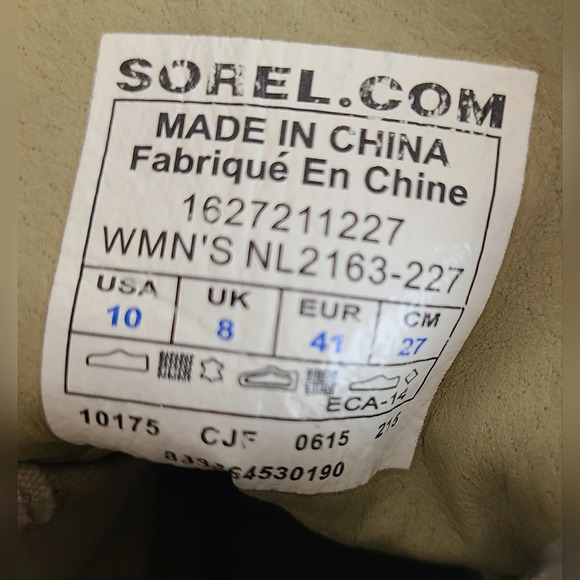 SOREL.COM
MADE IN CHINA
Fabriqué En Chine
1627211227
WMN'S NL2163-227
USA UK EUR CM
10 8 41 27
ECA-14
10175 CJF 0615 215